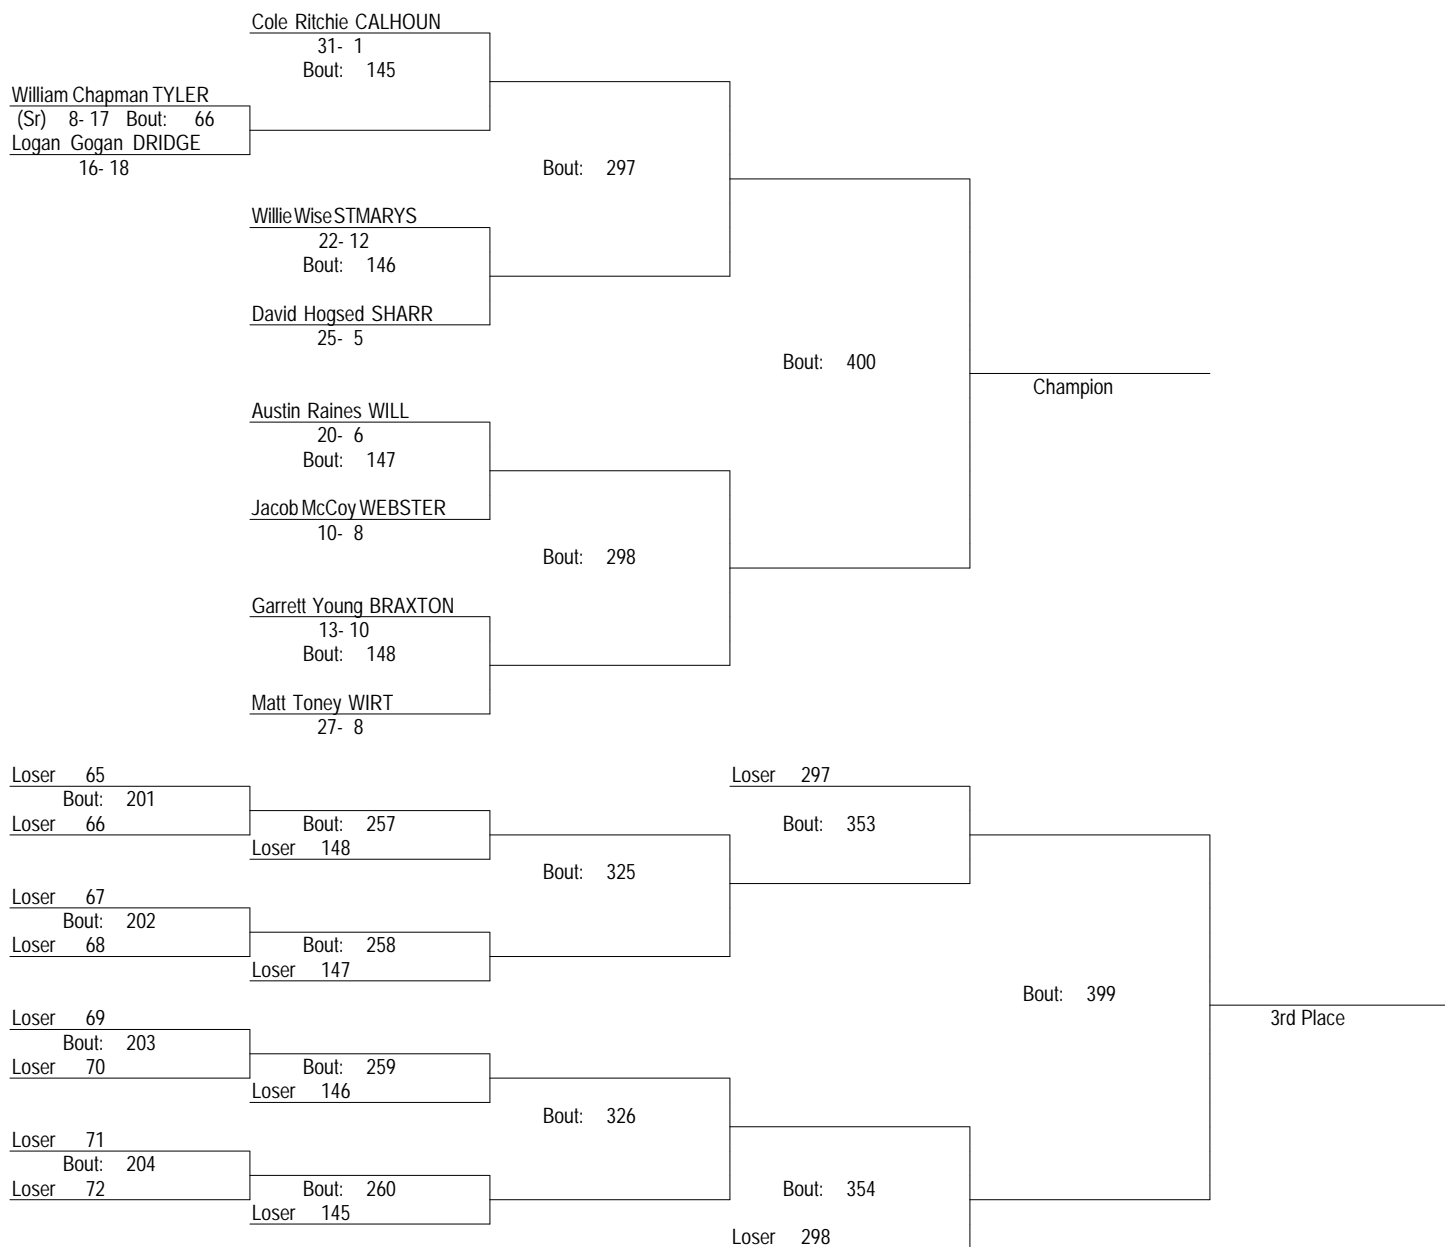 Cole Ritchie CALHOUN
31- 1
Bout: 145
William Chapman TYLER
(Sr) 8- 17 Bout: 66
Logan Gogan DRIDGE
16- 18
Bout: 297
Willie Wise STMARYS
22- 12
Bout: 146
David Hogsed SHARR
25- 5
Bout: 400
Champion
Austin Raines WILL
20- 6
Bout: 147
Jacob McCoy WEBSTER
10- 8
Bout: 298
Garrett Young BRAXTON
13- 10
Bout: 148
Matt Toney WIRT
27- 8
Loser 65
Bout: 201
Loser 66
Bout: 257
Loser 148
Loser 297
Bout: 353
Bout: 325
Loser 67
Bout: 202
Loser 68
Bout: 258
Loser 147
Bout: 399
3rd Place
Loser 69
Bout: 203
Loser 70
Bout: 259
Loser 146
Bout: 326
Loser 71
Bout: 204
Loser 72
Bout: 260
Loser 145
Bout: 354
Loser 298